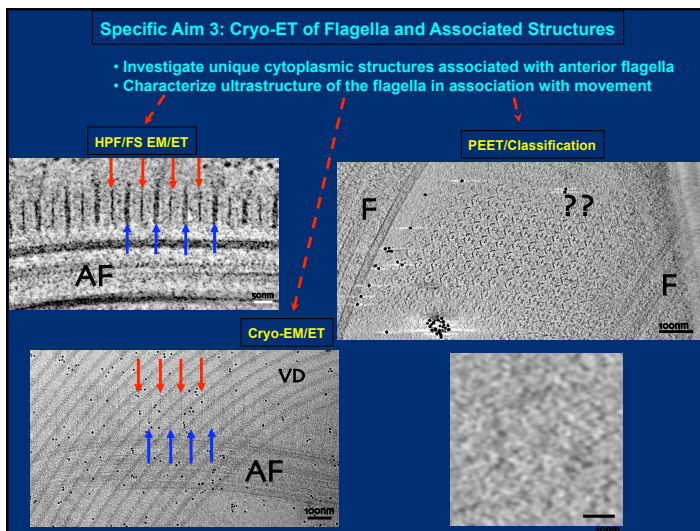 Specific Aim 3: Cryo-ET of Flagella and Associated Structures
• Investigate unique cytoplasmic structures associated with anterior flagella
• Characterize ultrastructure of the flagella in association with movement
HPF/FS EM/ET
PEET/Classification
F
??
AF
50nm
F
100nm
Cryo-EM/ET
VD
AF
100nm